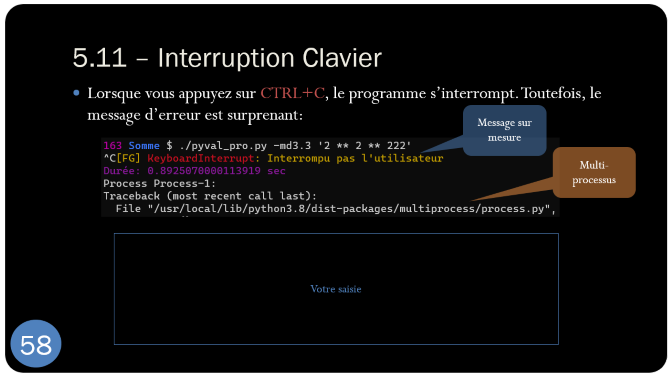 5.11 – Interruption Clavier
Lorsque vous appuyez sur CTRL+C, le programme s’interrompt. Toutefois, le
message d’erreur est surprenant:
Message sur
mesure
163 Somme $ ./pyval_pro.py -md3.3 '2 ** 2 ** 222'
^C[FG] KeyboardInterrupt: Interrompu pas l'utilisateur
Durée: 0.8925070000113919 sec
Process Process-1:
Traceback (most recent call last):
File "/usr/local/lib/python3.8/dist-packages/multiprocess/process.py",
Multi-
processus
Votre saisie
58